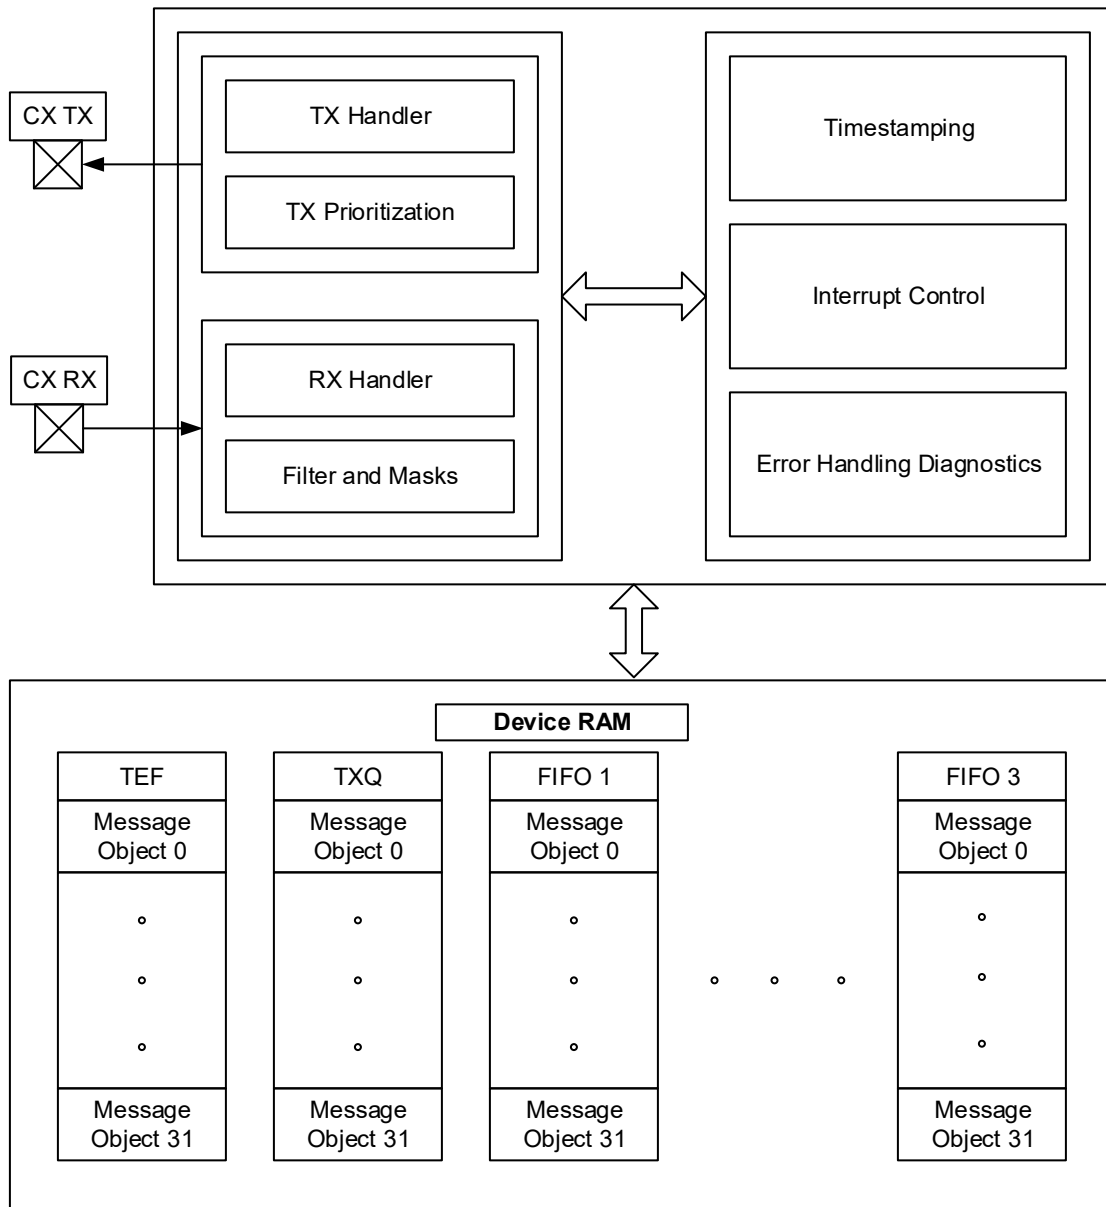 CX TX
TX Handler
TX Prioritization
CX RX
RX Handler
Filter and Masks
Timestamping
Interrupt Control
Error Handling Diagnostics
Device RAM
TEF
Message
Object 0
Message
Object 31
TXQ
Message
Object 0
Message
Object 31
FIFO 1
Message
Object 0
Message
Object 31
FIFO 3
Message
Object 0
Message
Object 31